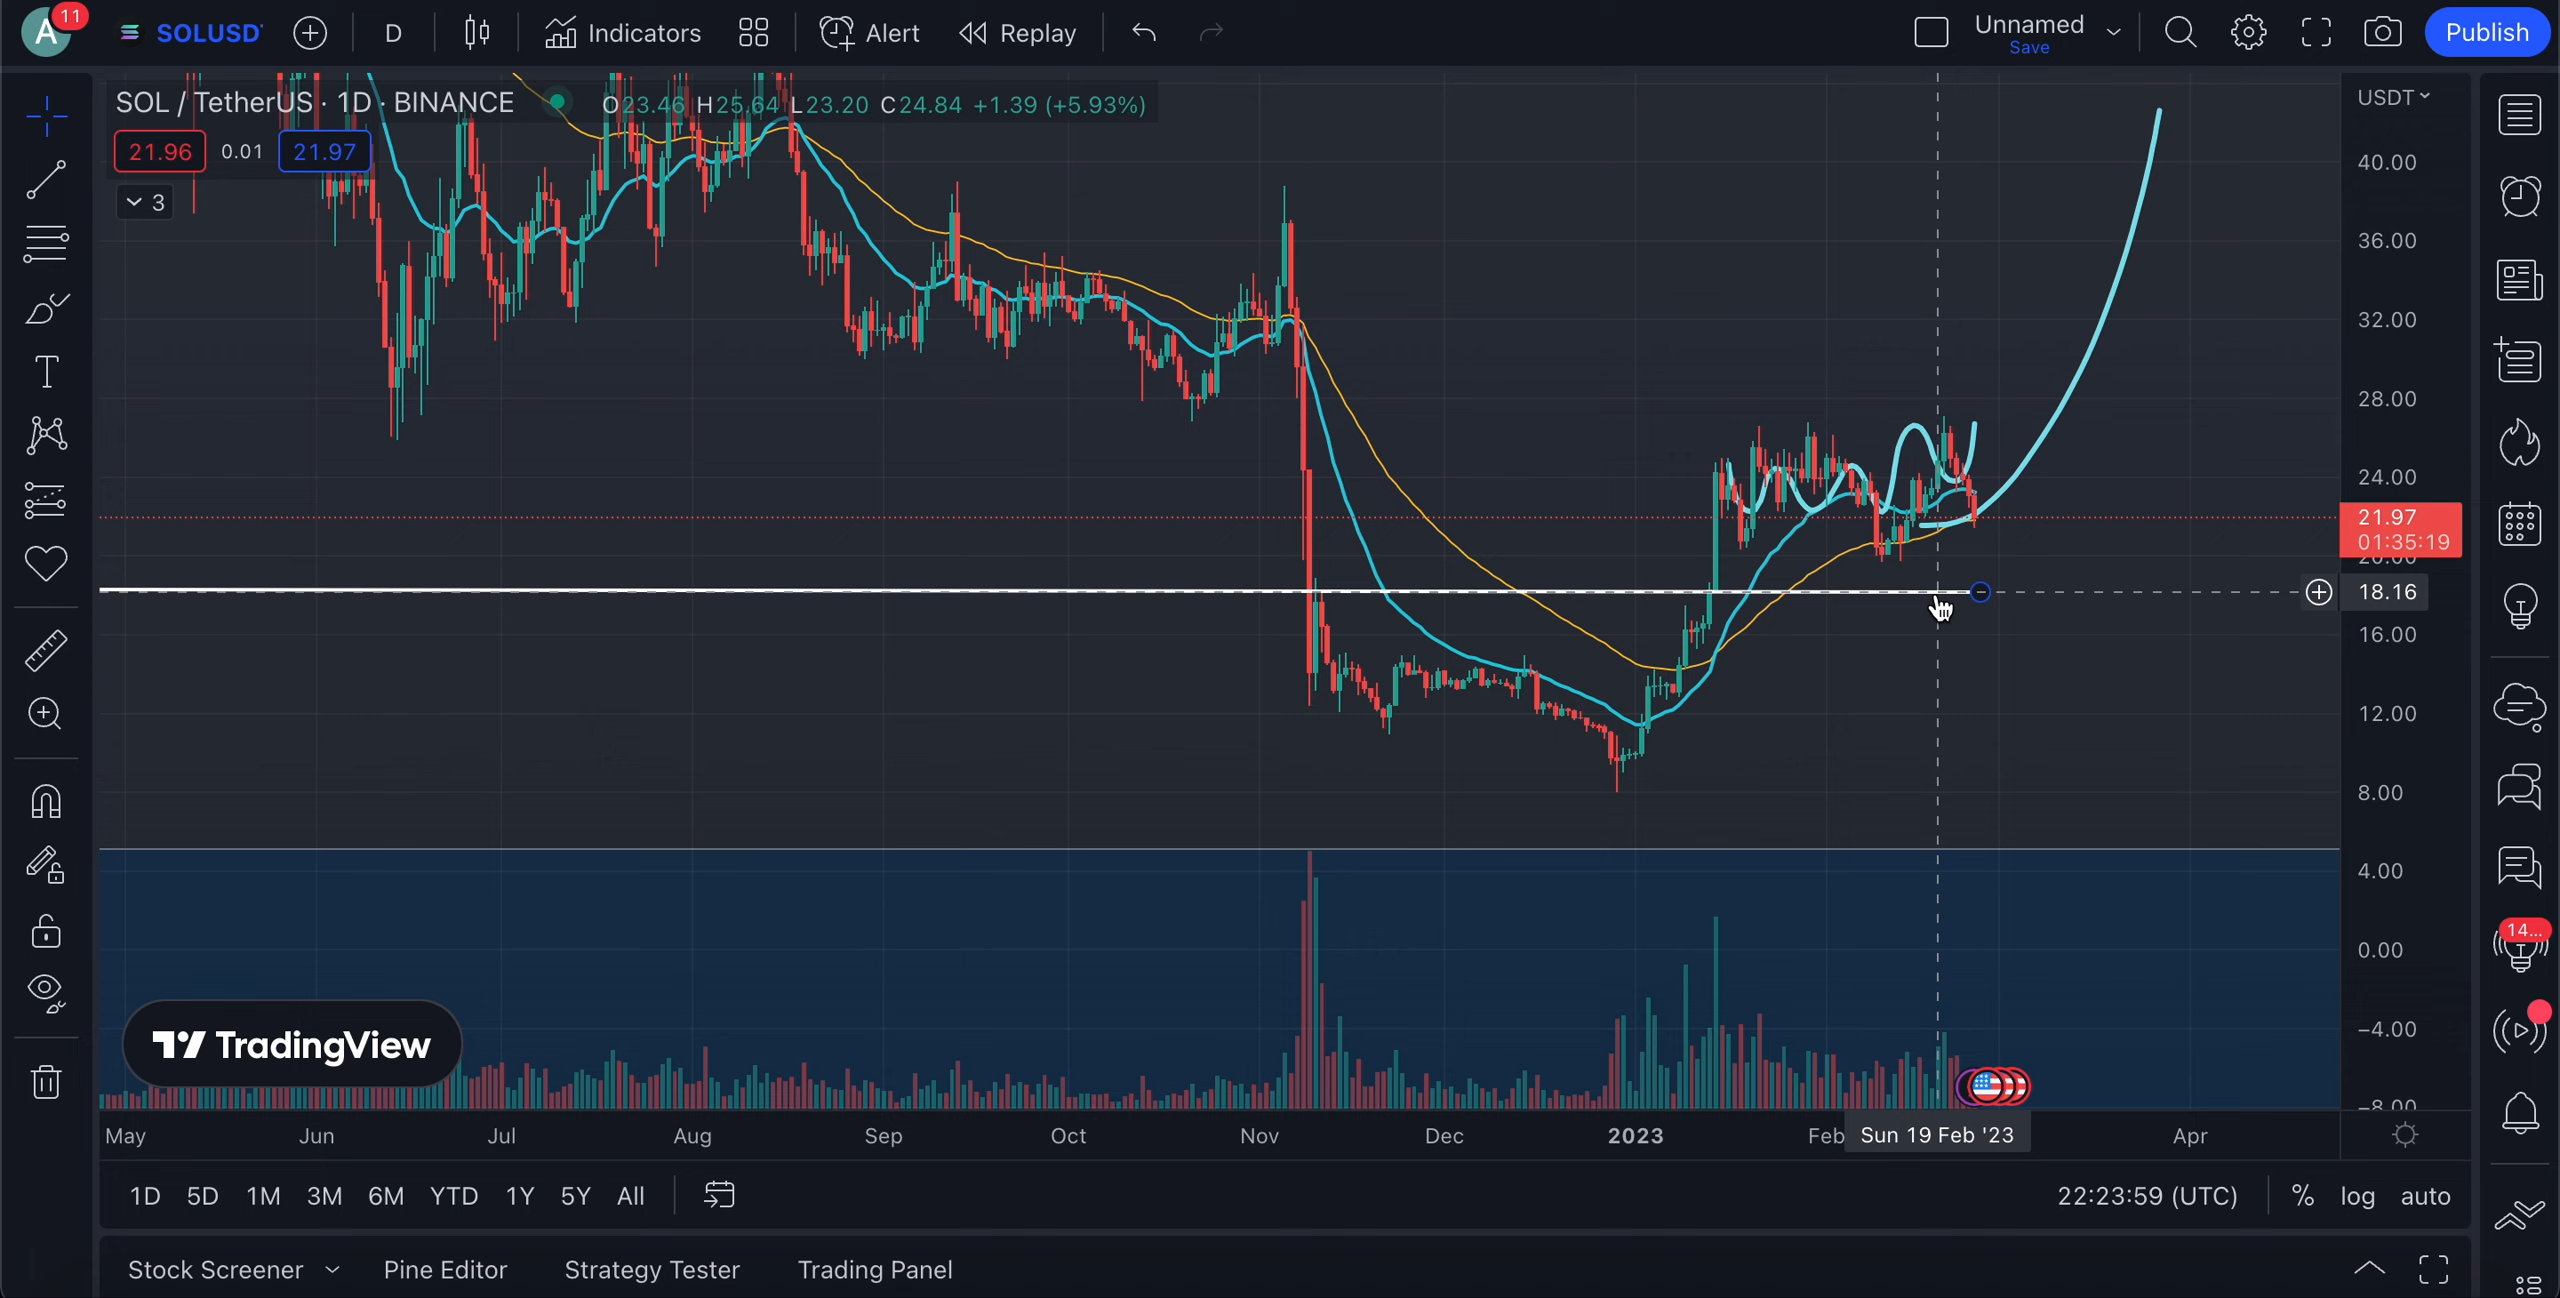 A 11 SOLUSD D Indicators Alert Replay Unnamed Publish
Save
SOL / TetherUS · 1D · BINANCE O23.46 H25.64 L23.20 C24.84 +1.39 (+5.93%)
USDT
21.96 0.01 21.97
3
40.00
36.00
32.00
28.00
24.00
21.97
01:35:19
18.16
16.00
12.00
8.00
4.00
0.00
14...
−4.00
TradingView
−8.00
May Jun Jul Aug Sep Oct Nov Dec 2023 Feb Sun 19 Feb '23 Apr
1D 5D 1M 3M 6M YTD 1Y 5Y All 22:23:59 (UTC) % log auto
Stock Screener Pine Editor Strategy Tester Trading Panel